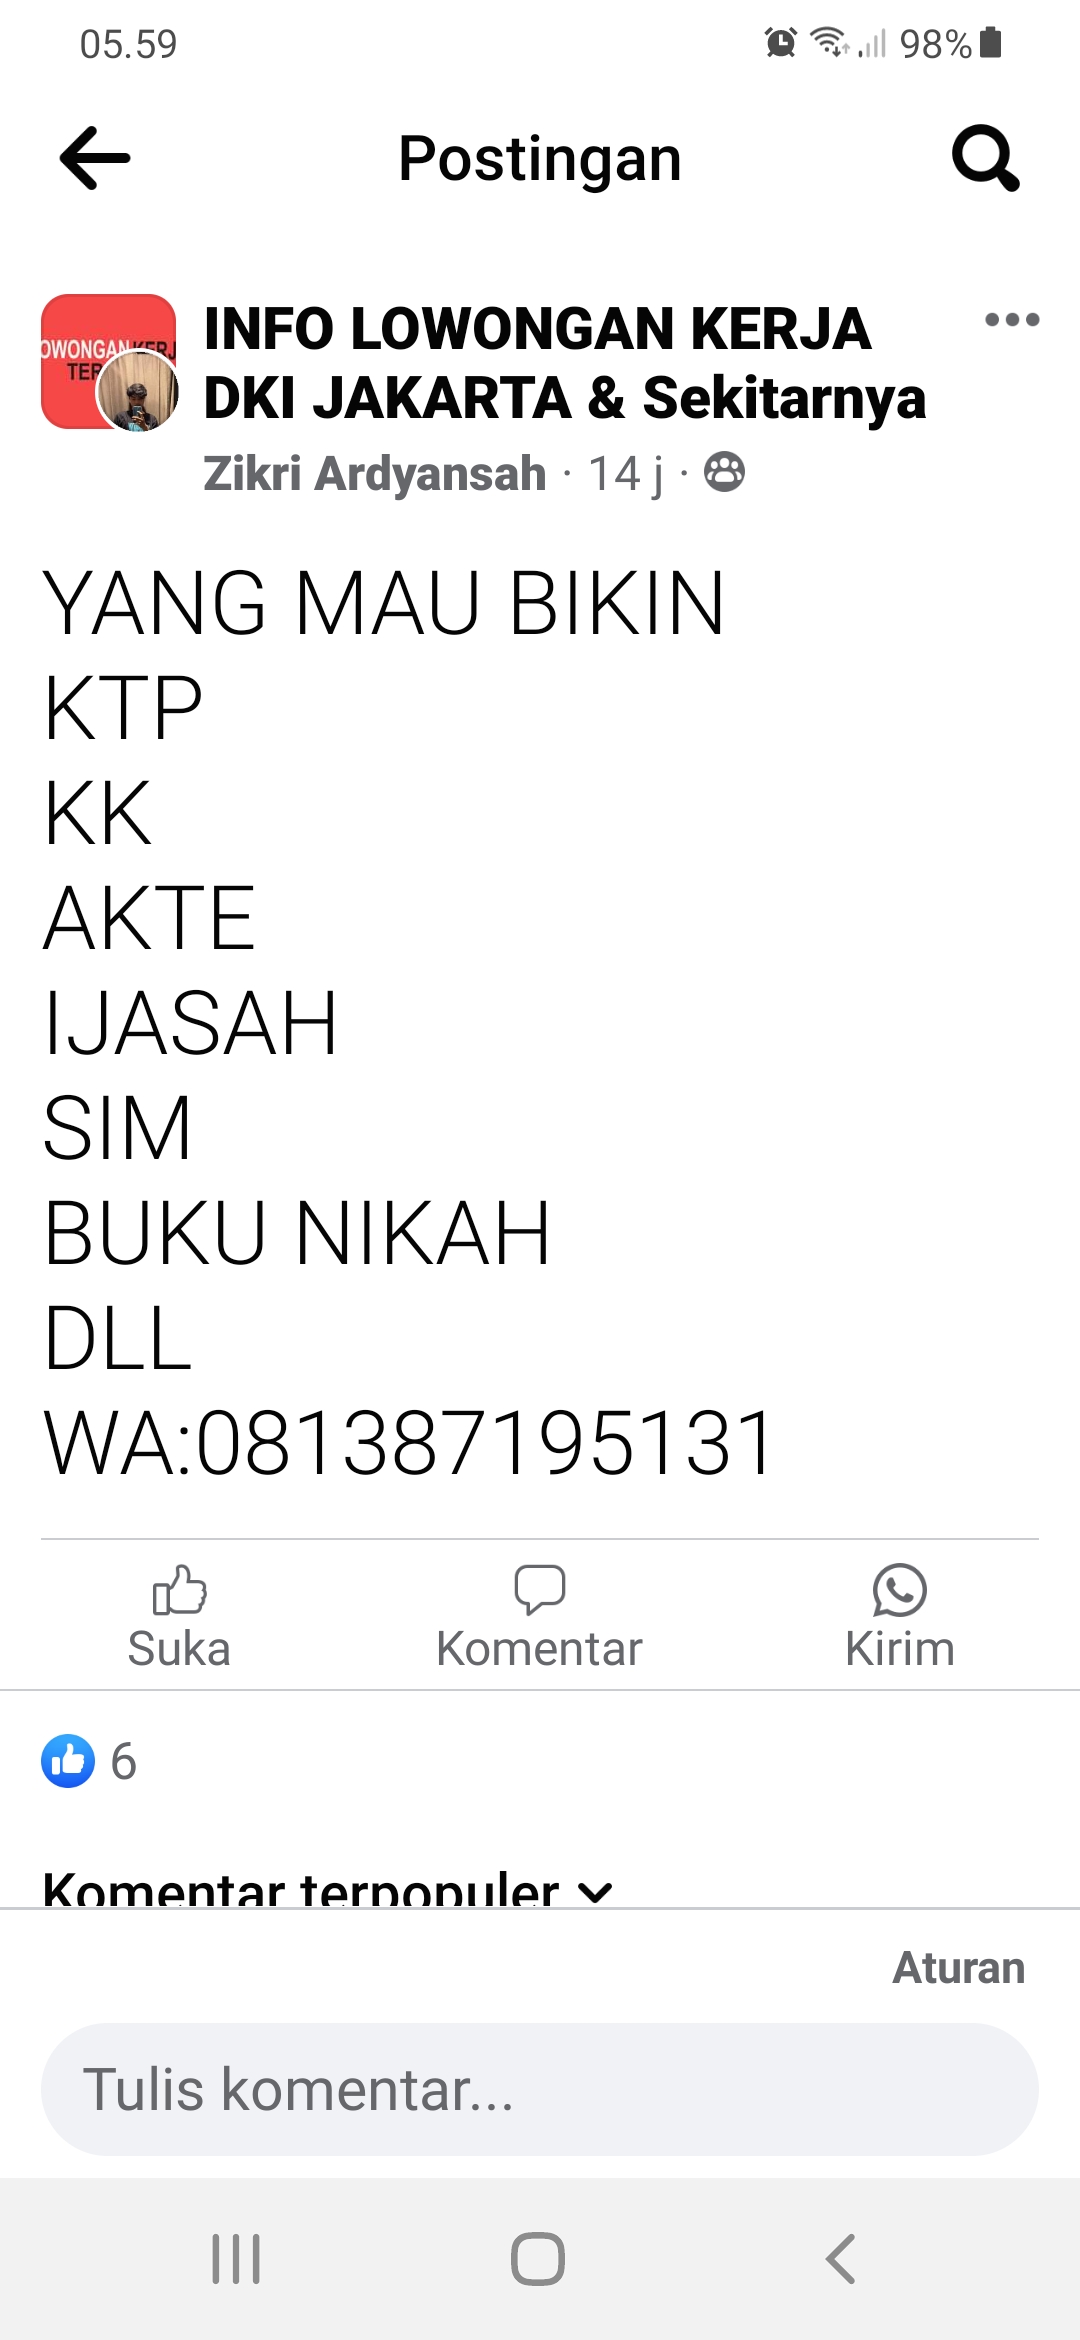 05.59
98%
Postingan
OWONGAN KERJ
TER
INFO LOWONGAN KERJA
DKI JAKARTA & Sekitarnya
Zikri Ardyansah · 14 j ·
YANG MAU BIKIN
KTP
KK
AKTE
IJASAH
SIM
BUKU NIKAH
DLL
WA:081387195131
Suka
Komentar
Kirim
6
Komentar terpopuler
Aturan
Tulis komentar...